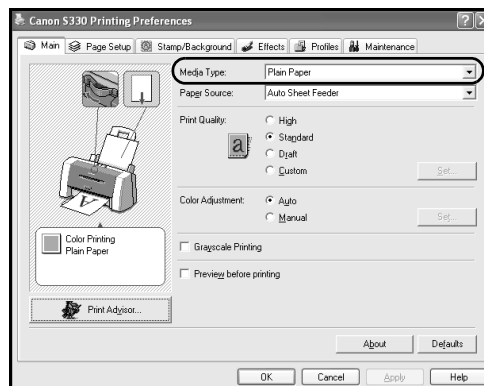 Canon S330 Printing Preferences
Main Page Setup Stamp/Background Effects Profiles Maintenance
Media Type: Plain Paper
Paper Source: Auto Sheet Feeder
Print Quality: High
Standard
Draft
Custom Set...
Color Adjustment: Auto
Manual Set...
Color Printing
Plain Paper
Grayscale Printing
Preview before printing
Print Advisor...
About Defaults
OK Cancel Apply Help